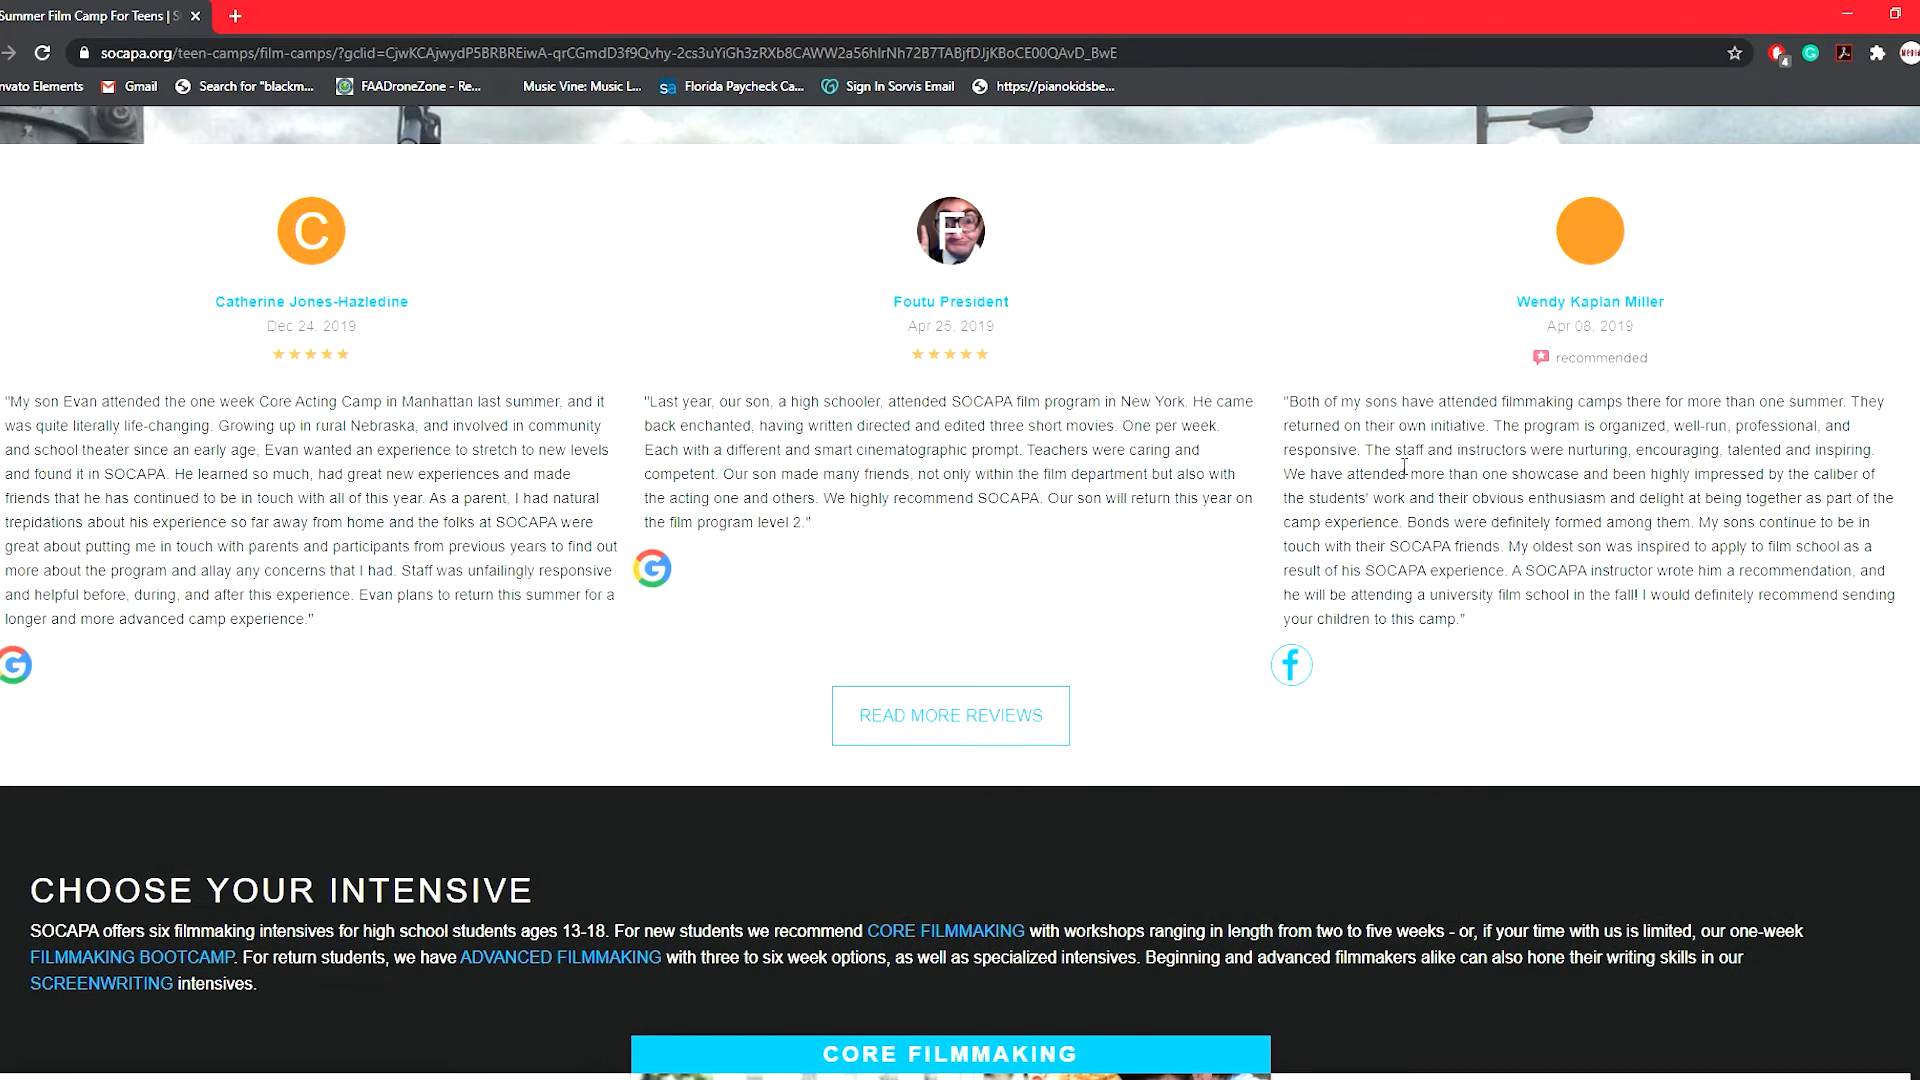 Summer Film Camp For Teens |
socapa.org/teen-camps/film-camps/?gclid=CjwKCAjwydP5BRBREiwA-qrCGmdD3f9Qvhy-2cs3uYiGh3zRXb8CAWW2a56hIrNh72B7TABjfDJjKBoCE00QAvD_BwE
4
nvato Elements Gmail Search for "blackm... FAADroneZone - Re... Music Vine: Music L... sa Florida Paycheck Ca... Sign In Sorvis Email https://pianokidsbe...
C
F
Catherine Jones-Hazledine
Dec 24, 2019
"My son Evan attended the one week Core Acting Camp in Manhattan last summer, and it
was quite literally life-changing. Growing up in rural Nebraska, and involved in community
and school theater since an early age, Evan wanted an experience to stretch to new levels
and found it in SOCAPA. He learned so much, had great new experiences and made
friends that he has continued to be in touch with all of this year. As a parent, I had natural
trepidations about his experience so far away from home and the folks at SOCAPA were
great about putting me in touch with parents and participants from previous years to find out
more about the program and allay any concerns that I had. Staff was unfailingly responsive
and helpful before, during, and after this experience. Evan plans to return this summer for a
longer and more advanced camp experience."
G
Foutu President
Apr 25, 2019
"Last year, our son, a high schooler, attended SOCAPA film program in New York. He came
back enchanted, having written directed and edited three short movies. One per week.
Each with a different and smart cinematographic prompt. Teachers were caring and
competent. Our son made many friends, not only within the film department but also with
the acting one and others. We highly recommend SOCAPA. Our son will return this year on
the film program level 2."
G
Wendy Kaplan Miller
Apr 08, 2019
recommended
"Both of my sons have attended filmmaking camps there for more than one summer. They
returned on their own initiative. The program is organized, well-run, professional, and
responsive. The staff and instructors were nurturing, encouraging, talented and inspiring.
We have attended more than one showcase and been highly impressed by the caliber of
the students' work and their obvious enthusiasm and delight at being together as part of the
camp experience. Bonds were definitely formed among them. My sons continue to be in
touch with their SOCAPA friends. My oldest son was inspired to apply to film school as a
result of his SOCAPA experience. A SOCAPA instructor wrote him a recommendation, and
he will be attending a university film school in the fall! I would definitely recommend sending
your children to this camp."
f
READ MORE REVIEWS
CHOOSE YOUR INTENSIVE
SOCAPA offers six filmmaking intensives for high school students ages 13-18. For new students we recommend CORE FILMMAKING with workshops ranging in length from two to five weeks - or, if your time with us is limited, our one-week
FILMMAKING BOOTCAMP. For return students, we have ADVANCED FILMMAKING with three to six week options, as well as specialized intensives. Beginning and advanced filmmakers alike can also hone their writing skills in our
SCREENWRITING intensives.
CORE FILMMAKING